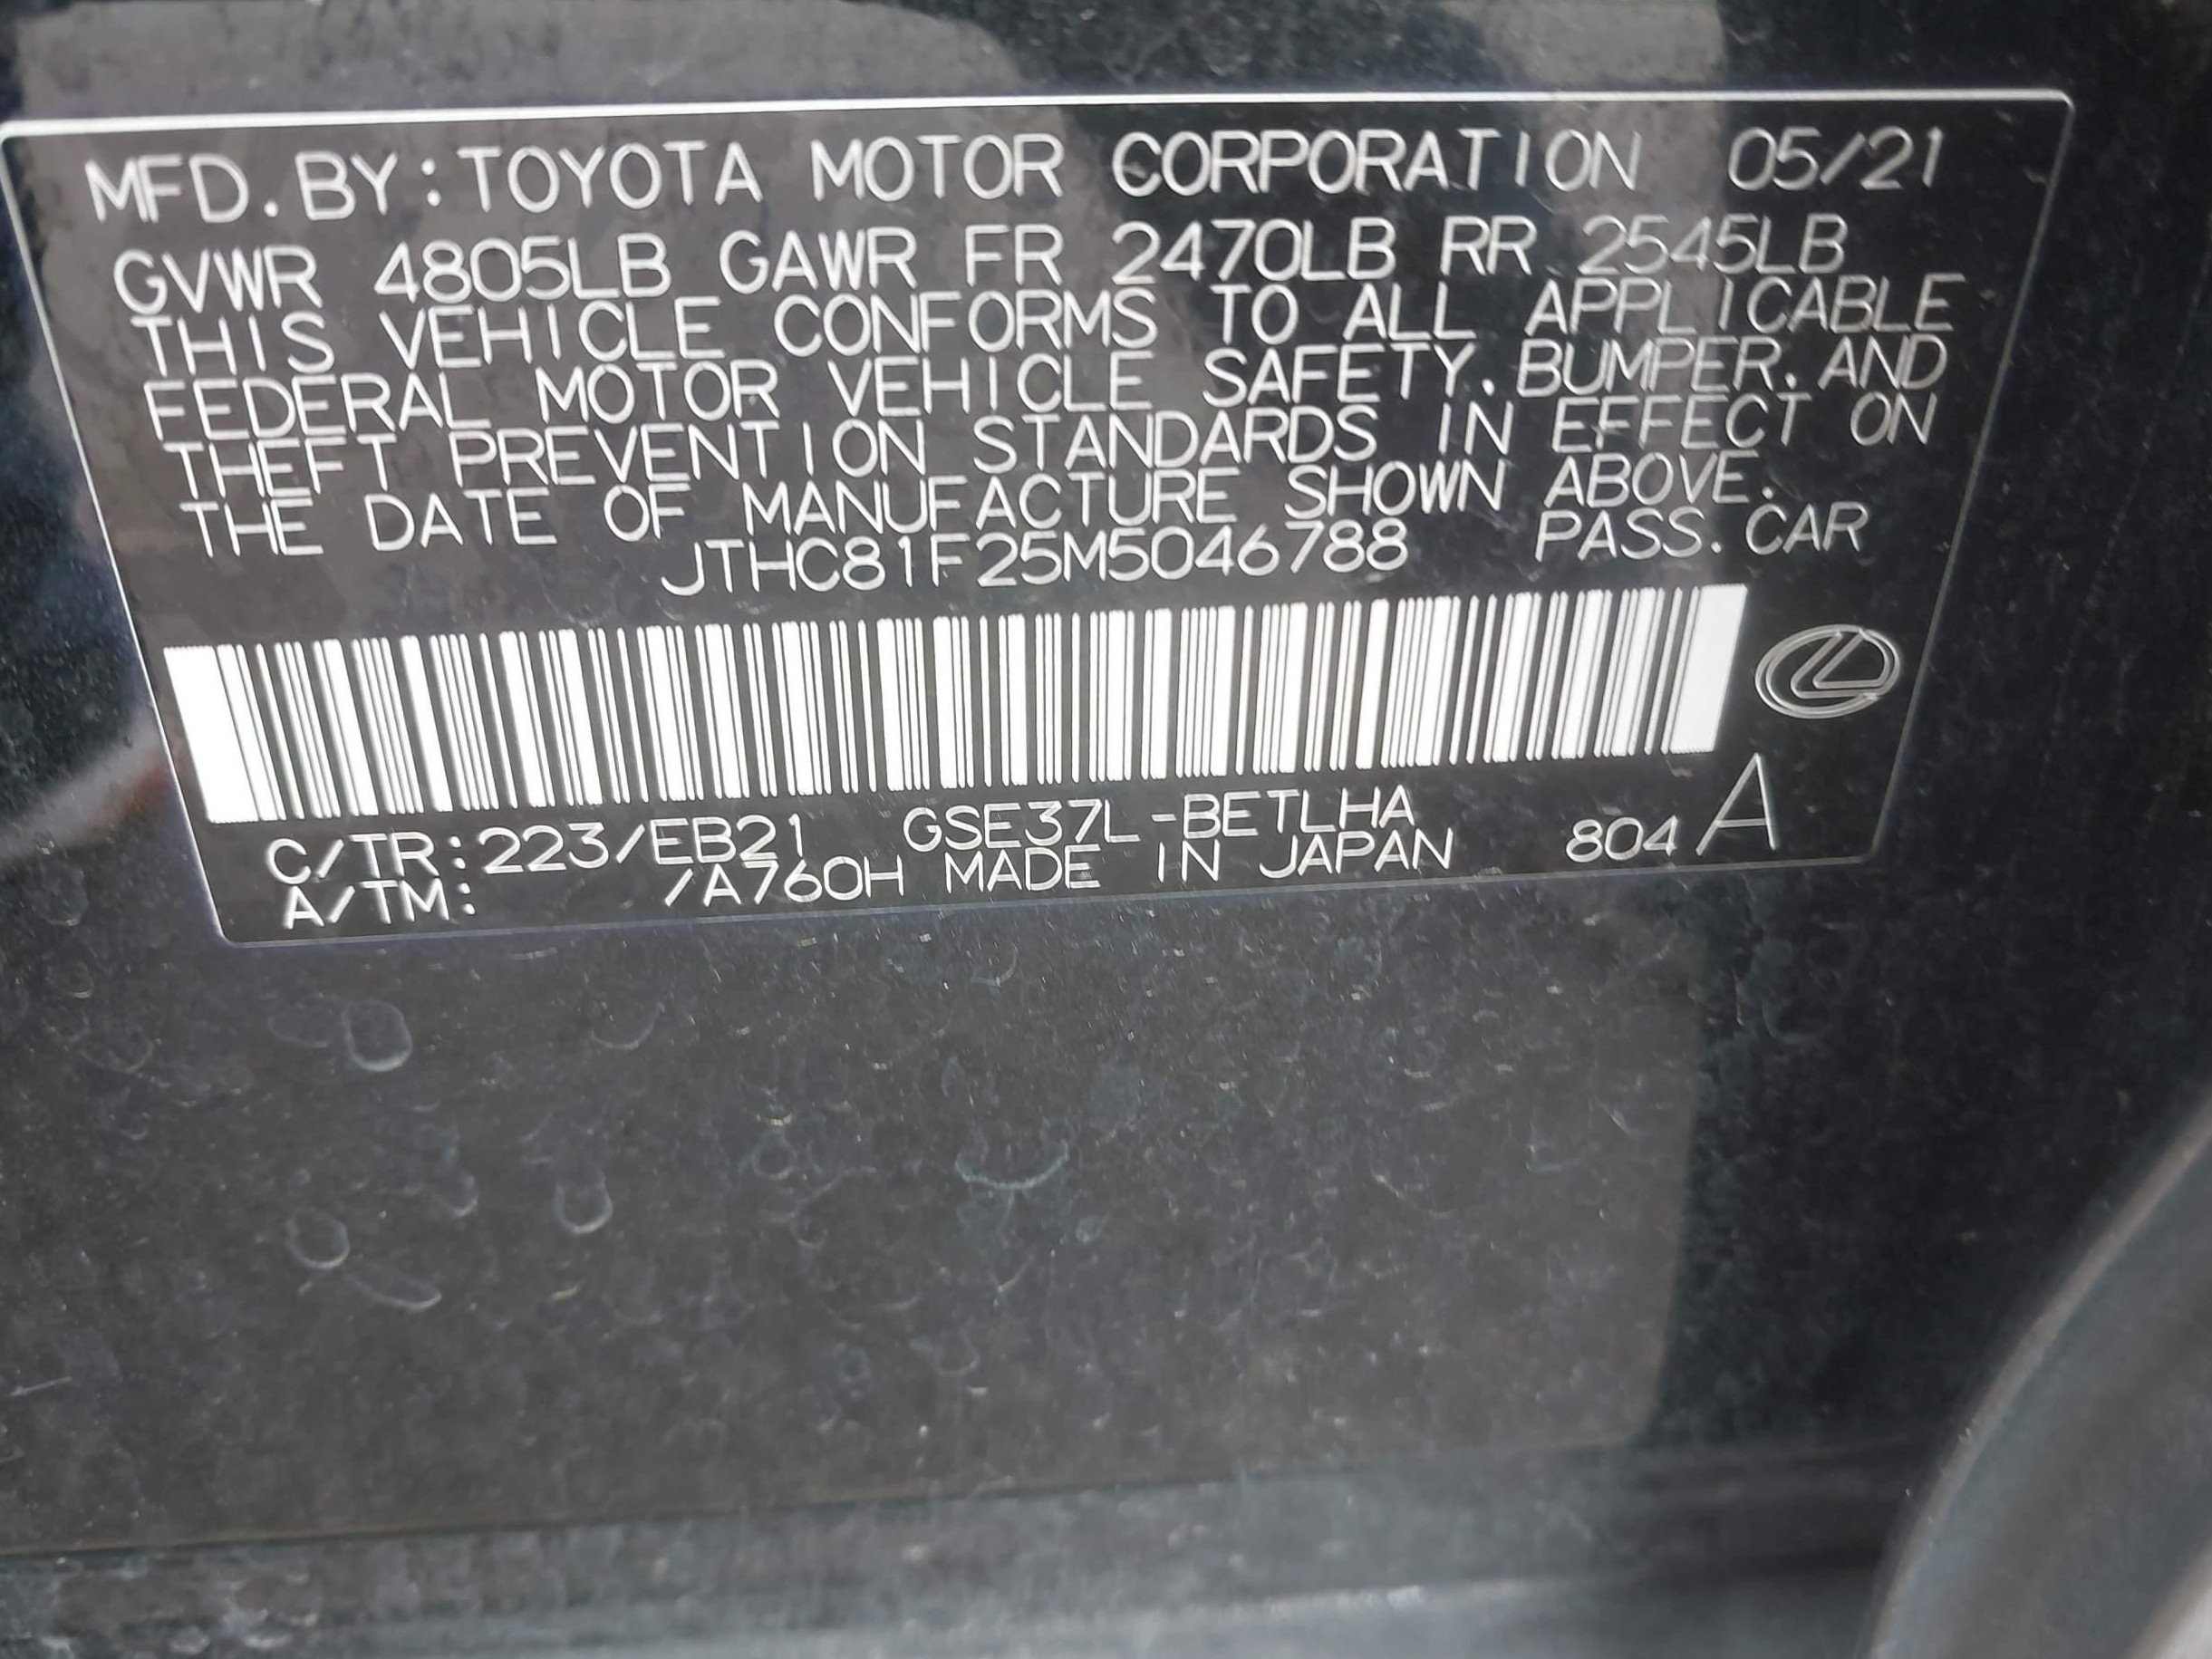 MFD.BY:TOYOTA MOTOR CORPORATION 05/21
GVWR 4805LB GAWR FR 2470LB RR 2545LB
THIS VEHICLE CONFORMS TO ALL APPLICABLE
FEDERAL MOTOR VEHICLE SAFETY, BUMPER, AND
THEFT PREVENTION STANDARDS IN EFFECT ON
THE DATE OF MANUFACTURE SHOWN ABOVE.
JTHC81F25M5046788 PASS.CAR
C/TR:223/EB21 GSE37L-BETLHA
A/TM: /A760H MADE IN JAPAN 804 A